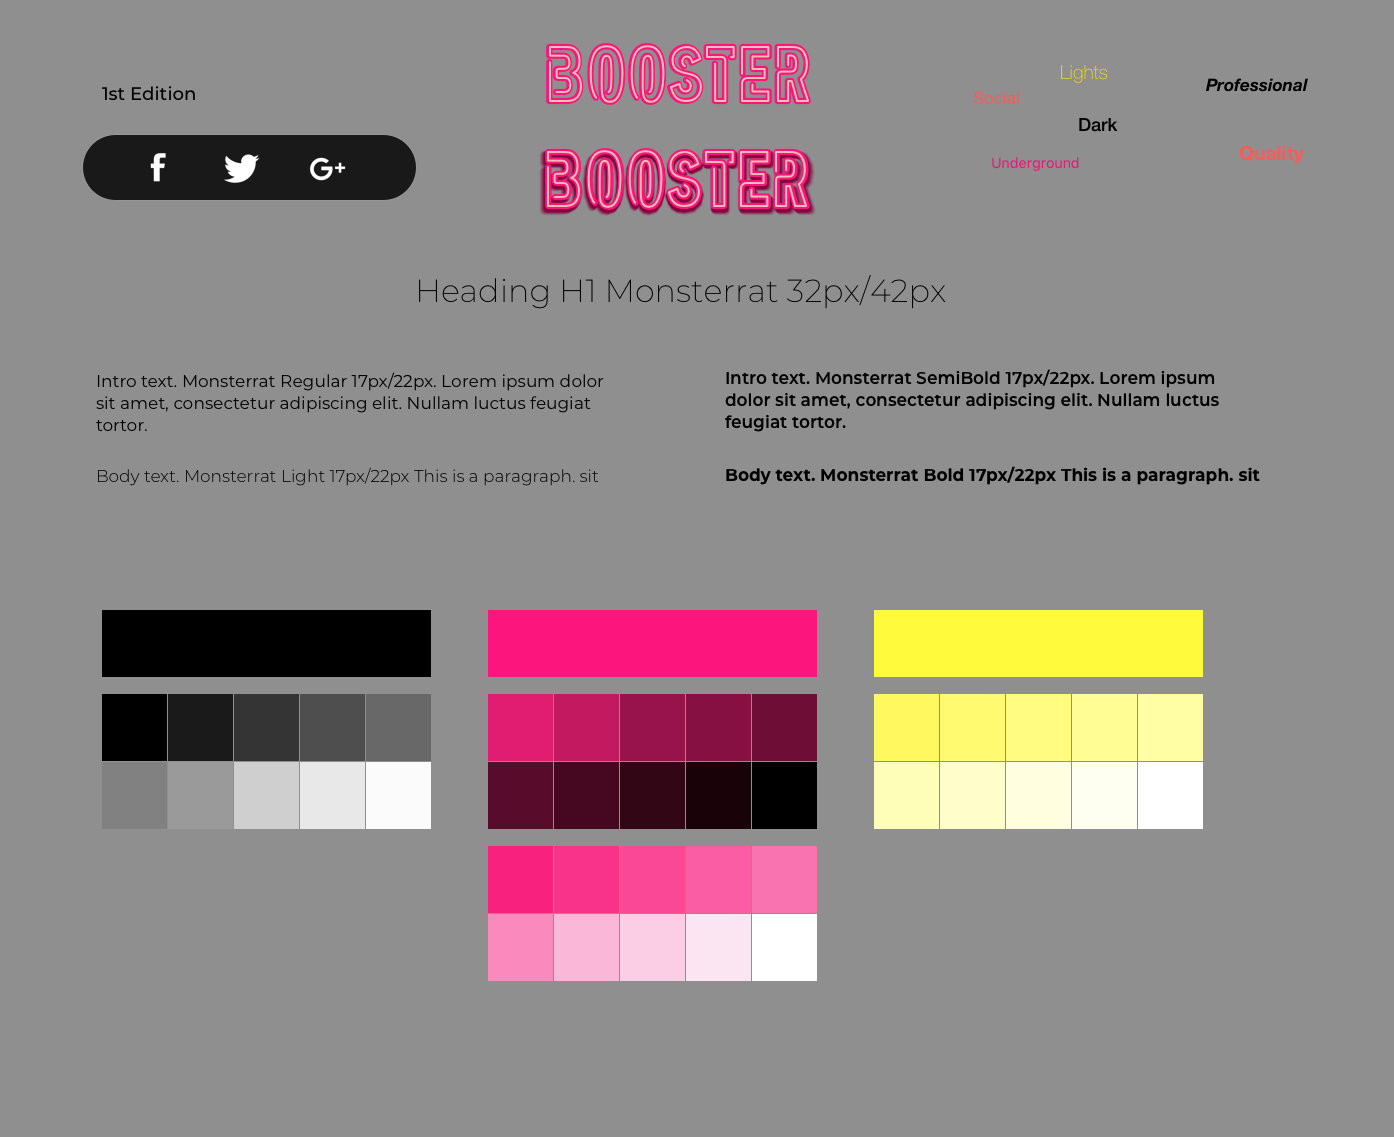 1st Edition
f
G+
BOOSTER
BOOSTER
Lights
Social
Professional
Dark
Underground
Quality
Heading H1 Monsterrat 32px/42px
Intro text. Monsterrat Regular 17px/22px. Lorem ipsum dolor
sit amet, consectetur adipiscing elit. Nullam luctus feugiat
tortor.
Body text. Monsterrat Light 17px/22px This is a paragraph. sit
Intro text. Monsterrat SemiBold 17px/22px. Lorem ipsum
dolor sit amet, consectetur adipiscing elit. Nullam luctus
feugiat tortor.
Body text. Monsterrat Bold 17px/22px This is a paragraph. sit